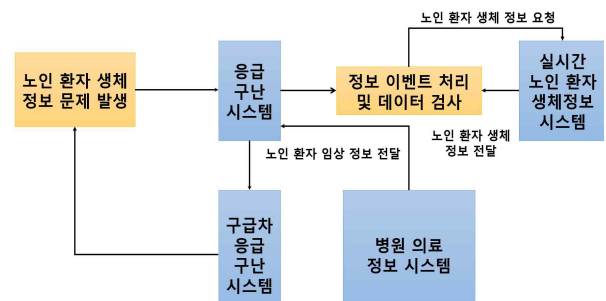 노인 환자 생체 정보 요청
노인 환자 생체
정보 문제 발생
응급
구난
시스템
정보 이벤트 처리
및 데이터 검사
실시간
노인 환자
생체정보
시스템
노인 환자 임상 정보 전달
노인 환자 생체
정보 전달
구급차
응급
구난
시스템
병원 의료
정보 시스템